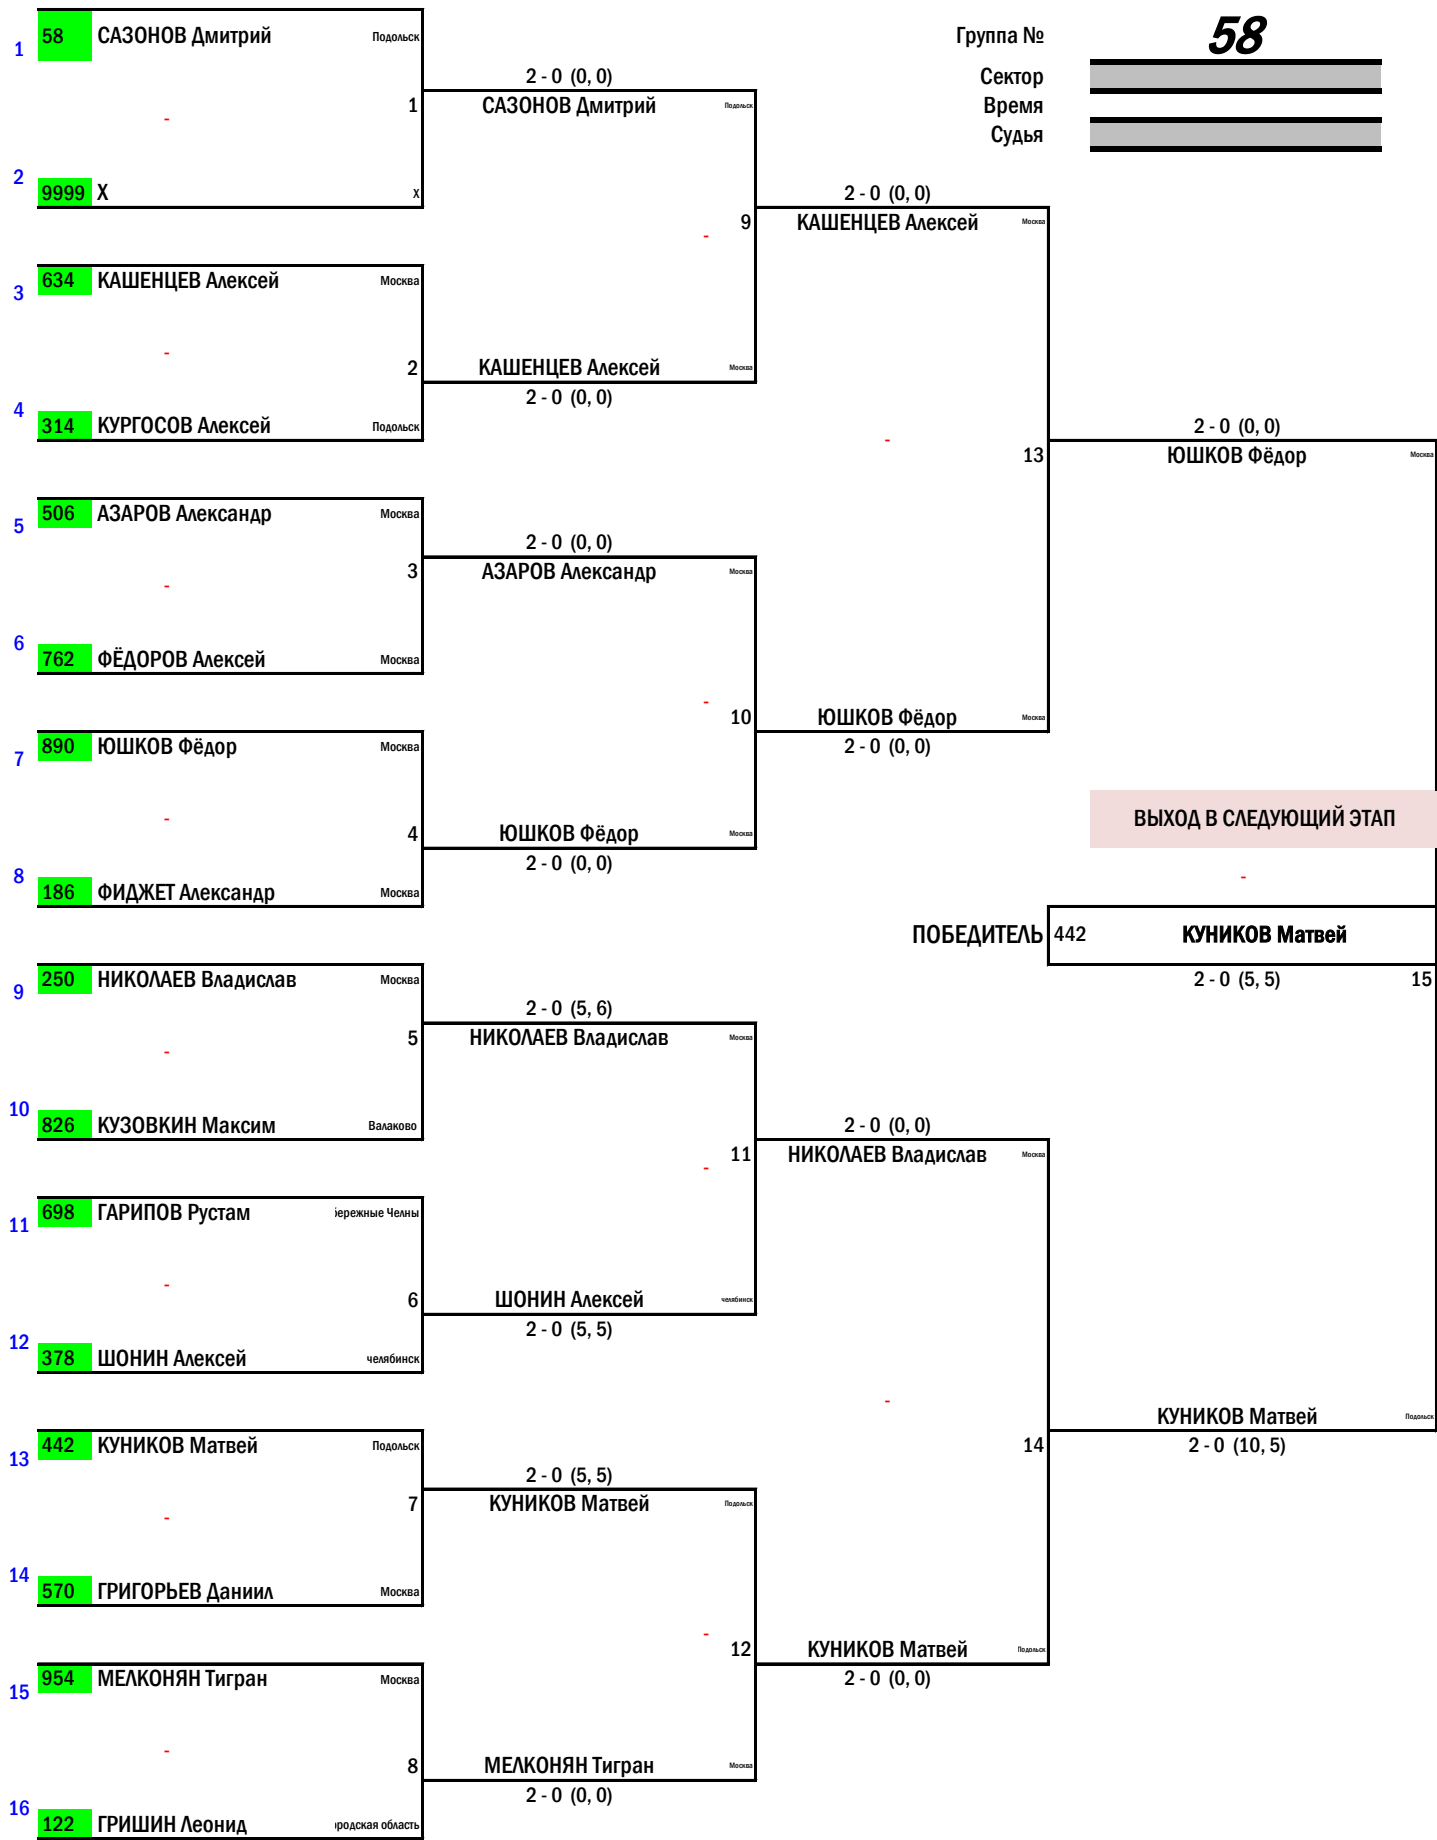 58 САЗОНОВ Дмитрий Подольск
Группа № 58
1
2 - 0 (0, 0)
Сектор
1 САЗОНОВ Дмитрий Подольск
Время
-
Судья
2
9999 X X
2 - 0 (0, 0)
9 КАШЕНЦЕВ Алексей Москва
-
634 КАШЕНЦЕВ Алексей Москва
3
-
2 КАШЕНЦЕВ Алексей Москва
2 - 0 (0, 0)
4
314 КУРГОСОВ Алексей Подольск
2 - 0 (0, 0)
-
13 ЮШКОВ Фёдор Москва
506 АЗАРОВ Александр Москва
5
2 - 0 (0, 0)
3 АЗАРОВ Александр Москва
-
6
762 ФЁДОРОВ Алексей Москва
-
10 ЮШКОВ Фёдор Москва
890 ЮШКОВ Фёдор Москва
2 - 0 (0, 0)
7
-
ВЫХОД В СЛЕДУЮЩИЙ ЭТАП
4 ЮШКОВ Фёдор Москва
2 - 0 (0, 0)
8
-
186 ФИДЖЕТ Александр Москва
ПОБЕДИТЕЛЬ 442 КУНИКОВ Матвей
250 НИКОЛАЕВ Владислав Москва
2 - 0 (5, 5) 15
9
2 - 0 (5, 6)
5 НИКОЛАЕВ Владислав Москва
-
10
826 КУЗОВКИН Максим Валаково
2 - 0 (0, 0)
11 НИКОЛАЕВ Владислав Москва
-
698 ГАРИПОВ Рустам бережные Челны
11
-
6 ШОНИН Алексей челябинск
2 - 0 (5, 5)
12
378 ШОНИН Алексей челябинск
-
КУНИКОВ Матвей Подольск
442 КУНИКОВ Матвей Подольск
14 2 - 0 (10, 5)
13
2 - 0 (5, 5)
7 КУНИКОВ Матвей Подольск
-
14
570 ГРИГОРЬЕВ Даниил Москва
-
12 КУНИКОВ Матвей Подольск
954 МЕЛКОНЯН Тигран Москва
2 - 0 (0, 0)
15
-
8 МЕЛКОНЯН Тигран Москва
2 - 0 (0, 0)
16
122 ГРИШИН Леонид родская область